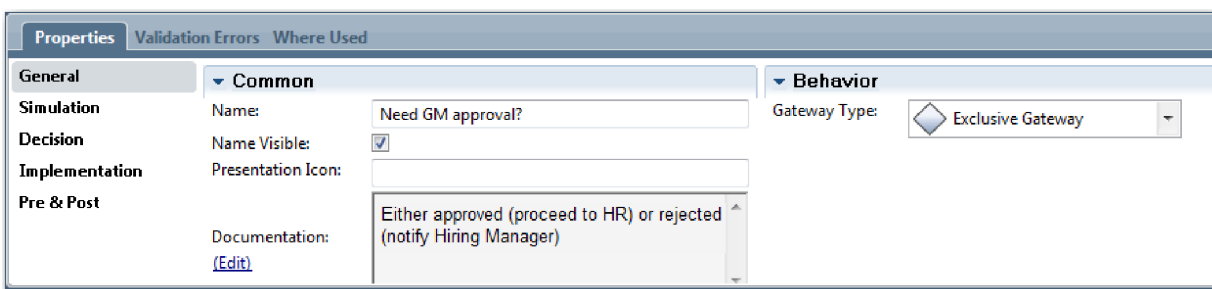 Properties Validation Errors Where Used
General
Simulation
Decision
Implementation
Pre & Post
Common
Name: Need GM approval?
Name Visible:
Presentation Icon:
Documentation:
(Edit)
Either approved (proceed to HR) or rejected
(notify Hiring Manager)
Behavior
Gateway Type: Exclusive Gateway